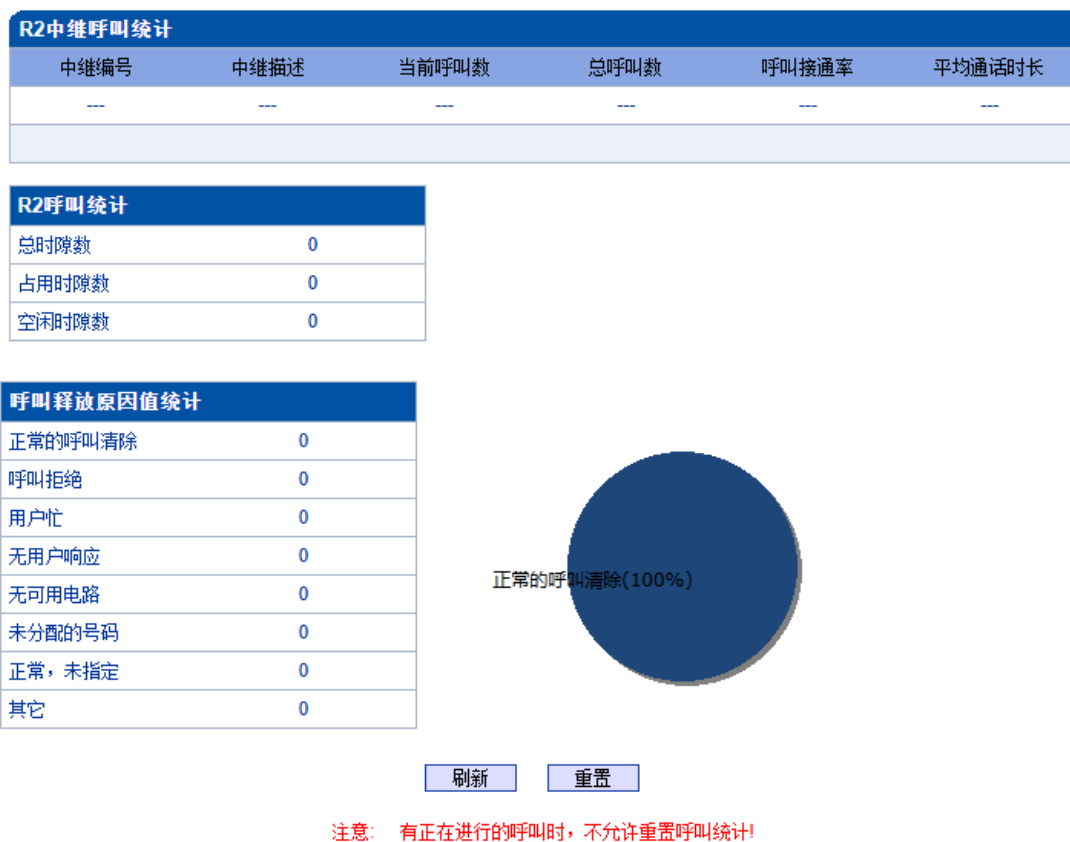 R2中继呼叫统计
中继编号 中继描述 当前呼叫数 总呼叫数 呼叫接通率 平均通话时长
--- --- --- --- --- ---
R2呼叫统计
总时隙数 0
占用时隙数 0
空闲时隙数 0
呼叫释放原因值统计
正常的呼叫清除 0
呼叫拒绝 0
用户忙 0
无用户响应 0
无可用电路 0
未分配的号码 0
正常，未指定 0
其它 0
正常的呼叫清除(100%)
刷新 重置
注意: 有正在进行的呼叫时，不允许重置呼叫统计!